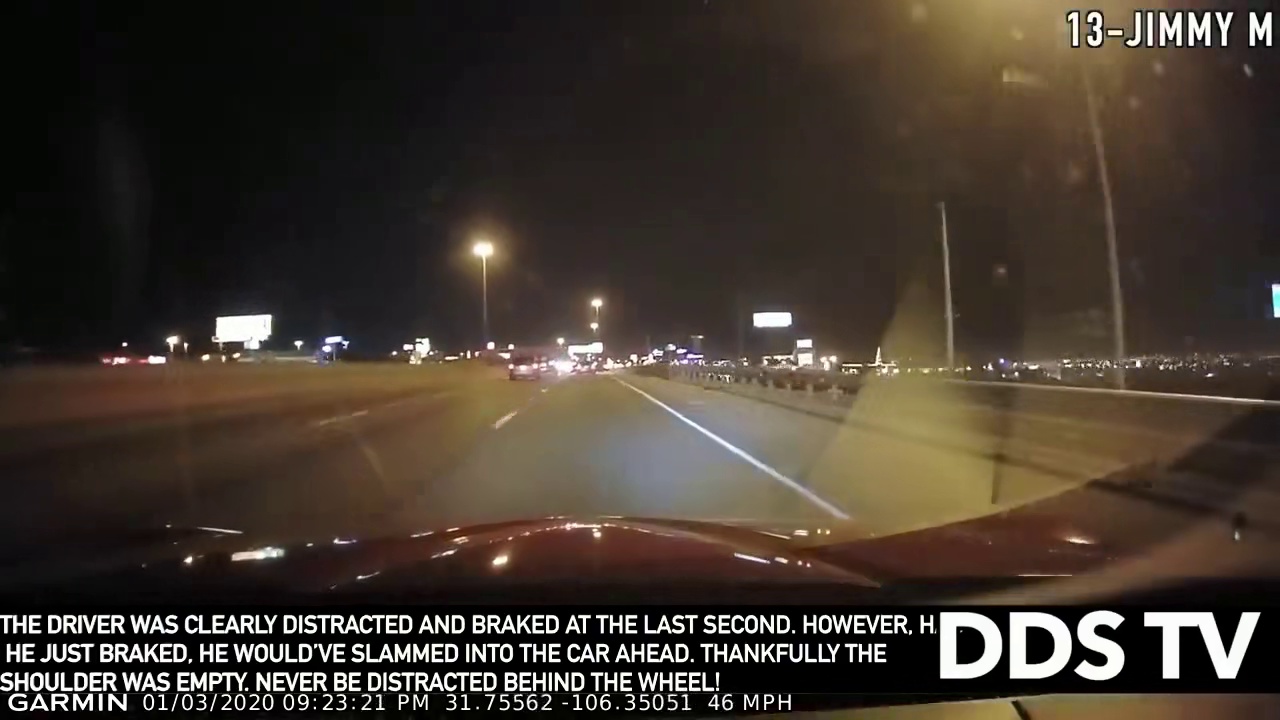 13-JIMMY M
THE DRIVER WAS CLEARLY DISTRACTED AND BRAKED AT THE LAST SECOND. HOWEVER, HA
HE JUST BRAKED, HE WOULD'VE SLAMMED INTO THE CAR AHEAD. THANKFULLY THE
SHOULDER WAS EMPTY. NEVER BE DISTRACTED BEHIND THE WHEEL!
DDS TV
GARMIN 01/03/2020 09:23:21 PM 31.75562 -106.35051 46 MPH